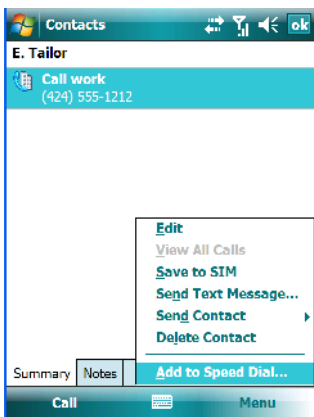 Contacts ok
E. Tailor
Call work
(424) 555-1212
Edit
View All Calls
Save to SIM
Send Text Message...
Send Contact
Delete Contact
Add to Speed Dial...
Summary Notes
Call Menu